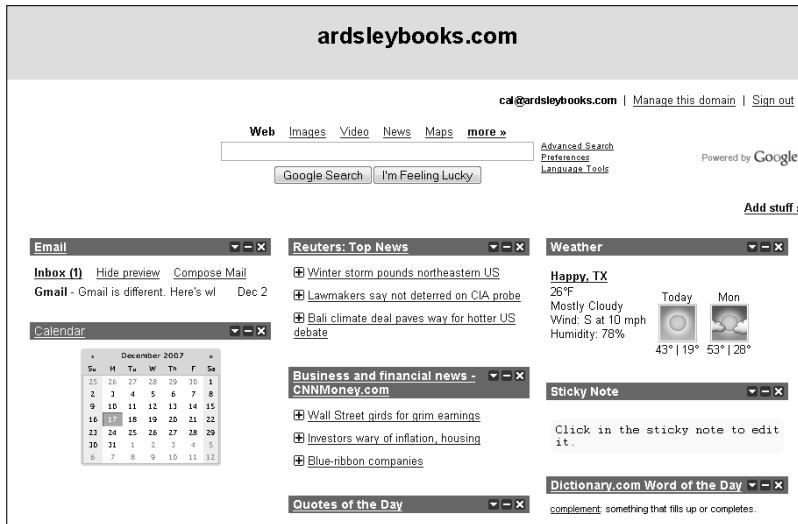 ardsleybooks.com
cal@ardsleybooks.com | Manage this domain | Sign out
Web Images Video News Maps more »
Advanced Search
Preferences
Language Tools
Google Search I'm Feeling Lucky
Powered by Google
Add stuff
Email
Inbox (1) Hide preview Compose Mail
Gmail - Gmail is different. Here's wl Dec 2
Calendar
‹ December 2007 »
Su M Tu W Th F Sa
25 26 27 28 29 30 1
2 3 4 5 6 7 8
9 10 11 12 13 14 15
16 17 18 19 20 21 22
23 24 25 26 27 28 29
30 31 1 2 3 4 5
6 7 8 9 10 11 12
Reuters: Top News
Winter storm pounds northeastern US
Lawmakers say not deterred on CIA probe
Bali climate deal paves way for hotter US
debate
Business and financial news -
CNNMoney.com
Wall Street girds for grim earnings
Investors wary of inflation, housing
Blue-ribbon companies
Quotes of the Day
Weather
Happy, TX
26°F
Mostly Cloudy
Wind: S at 10 mph
Humidity: 78%
Today Mon
43° | 19° 53° | 28°
Sticky Note
Click in the sticky note to edit
it.
Dictionary.com Word of the Day
complement: something that fills up or completes.